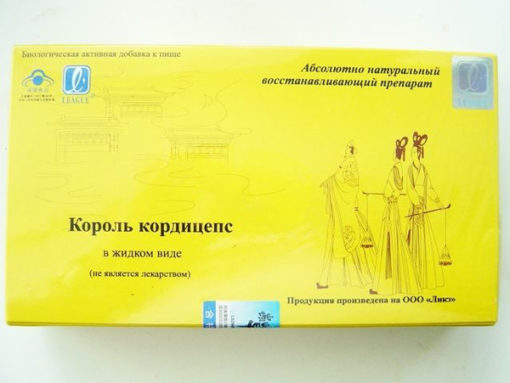 Биологическая активная добавка к пище
LEAGUE
Абсолютно натуральный
восстанавливающий препарат
Король кордицепс
в жидком виде
(не является лекарством)
Продукция произведена на ООО «Лик»